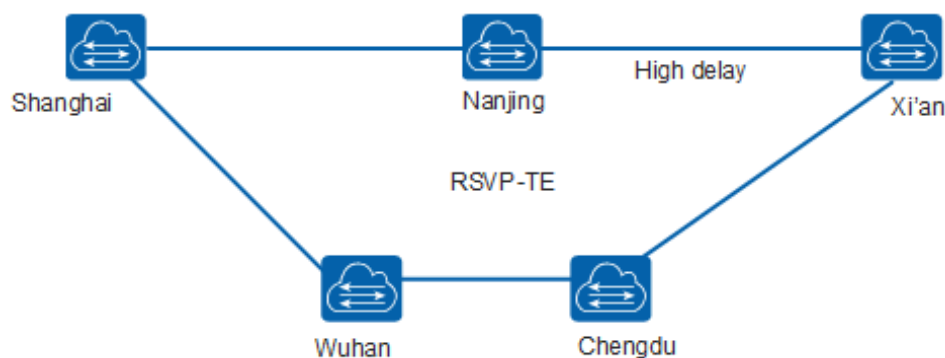 High delay
Shanghai
Nanjing
Xi'an
RSVP-TE
Wuhan
Chengdu